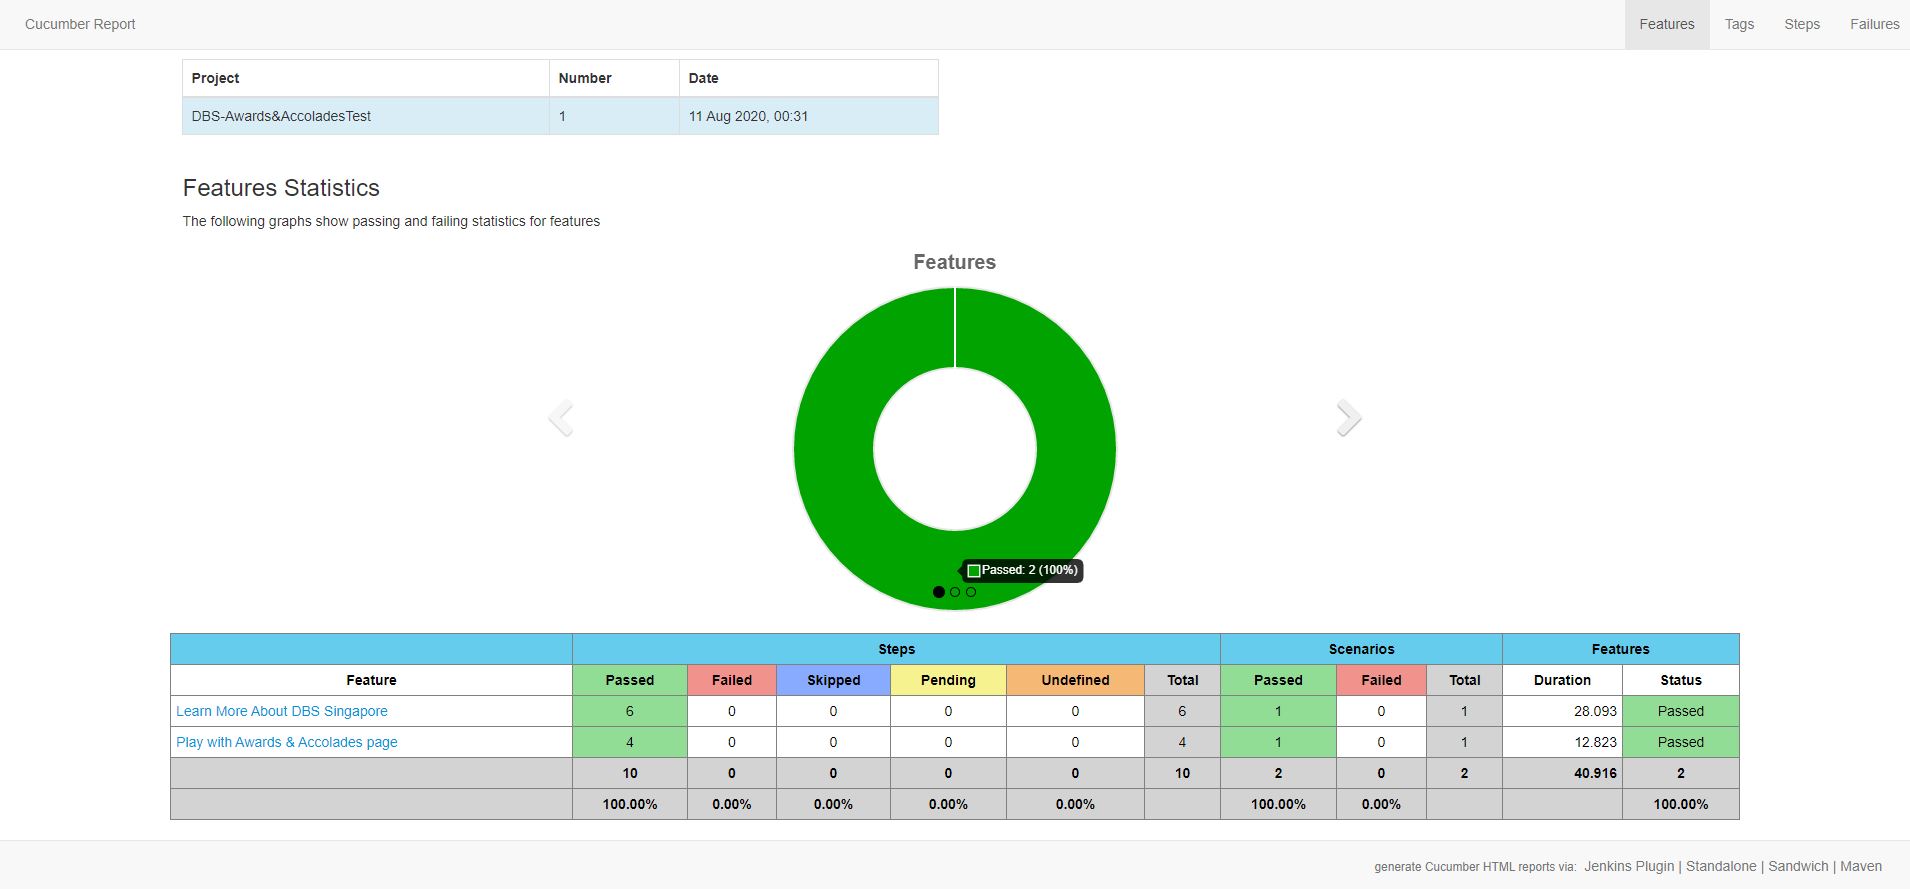 Cucumber Report Features Tags Steps Failures
Project Number Date
DBS-Awards&AccoladesTest 1 11 Aug 2020, 00:31
Features Statistics
The following graphs show passing and failing statistics for features
Features
Passed: 2 (100%)
Steps Scenarios Features
Feature Passed Failed Skipped Pending Undefined Total Passed Failed Total Duration Status
Learn More About DBS Singapore 6 0 0 0 0 6 1 0 1 28.093 Passed
Play with Awards & Accolades page 4 0 0 0 0 4 1 0 1 12.823 Passed
10 0 0 0 0 10 2 0 2 40.916 2
100.00% 0.00% 0.00% 0.00% 0.00% 100.00% 0.00% 100.00%
generate Cucumber HTML reports via: Jenkins Plugin | Standalone | Sandwich | Maven